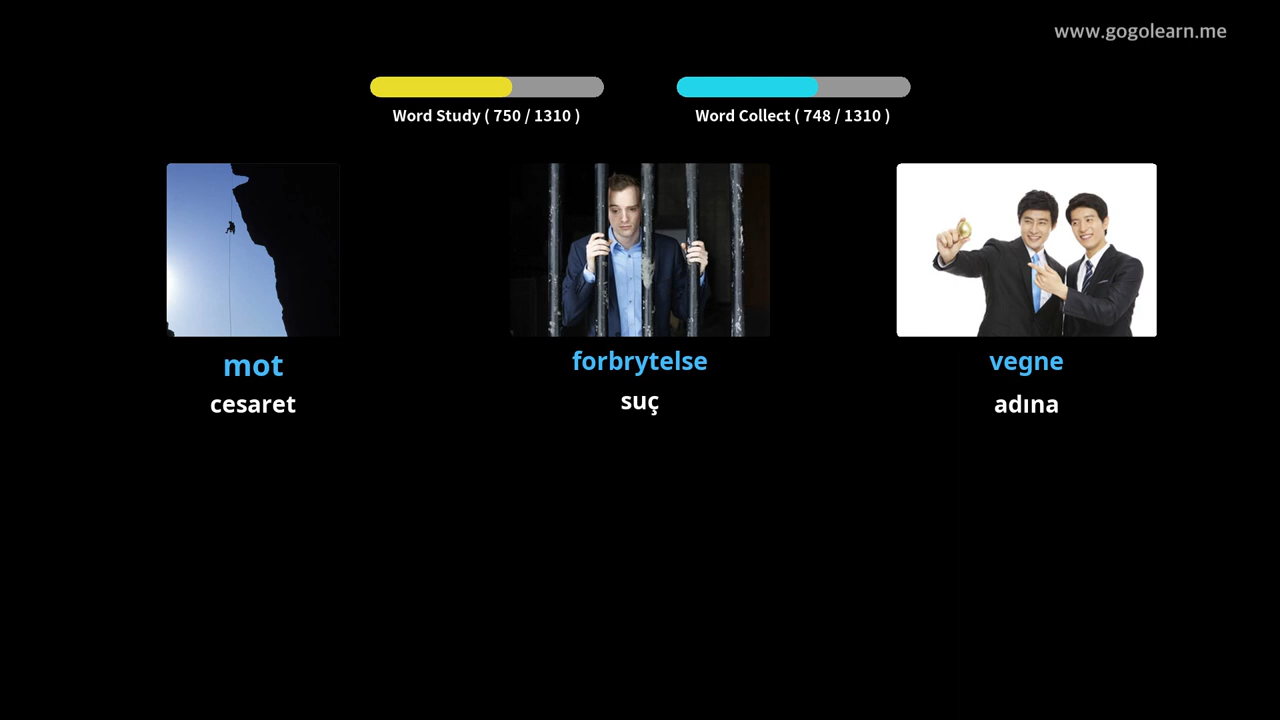 www.gogolearn.me
Word Study ( 750 / 1310 )
Word Collect ( 748 / 1310 )
mot
cesaret
forbrytelse
suç
vegne
adına